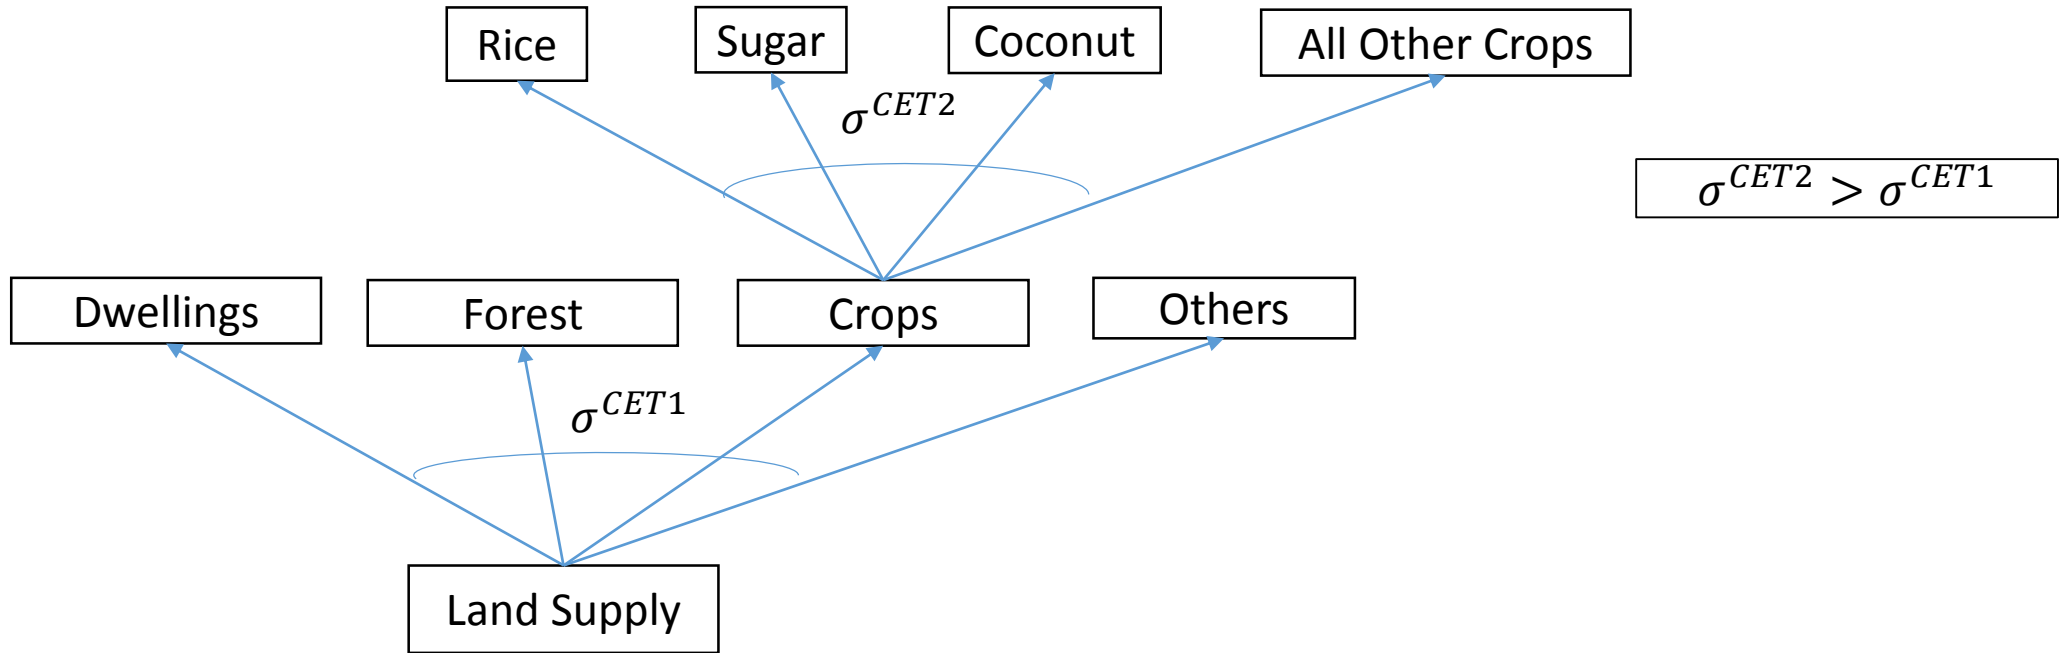 Rice
Sugar
Coconut
All Other Crops
σ^{CET2}
σ^{CET2} > σ^{CET1}
Dwellings
Forest
Crops
Others
σ^{CET1}
Land Supply